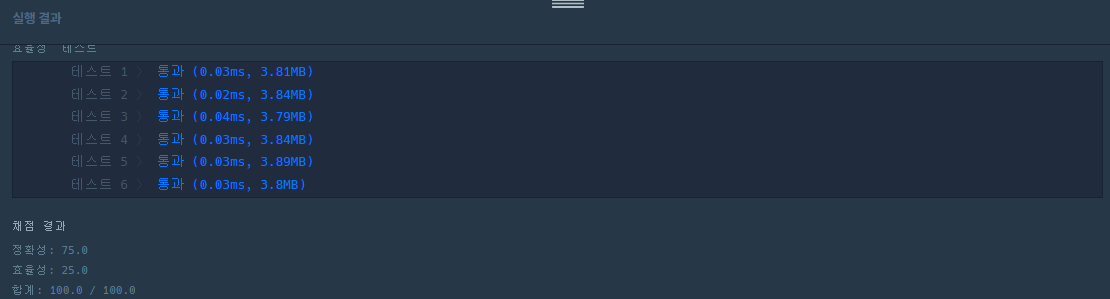 실행 결과
효율성 테스트
테스트 1 〉 통과 (0.03ms, 3.81MB)
테스트 2 〉 통과 (0.02ms, 3.84MB)
테스트 3 〉 통과 (0.04ms, 3.79MB)
테스트 4 〉 통과 (0.03ms, 3.84MB)
테스트 5 〉 통과 (0.03ms, 3.89MB)
테스트 6 〉 통과 (0.03ms, 3.8MB)
채점 결과
정확성: 75.0
효율성: 25.0
합계: 100.0 / 100.0